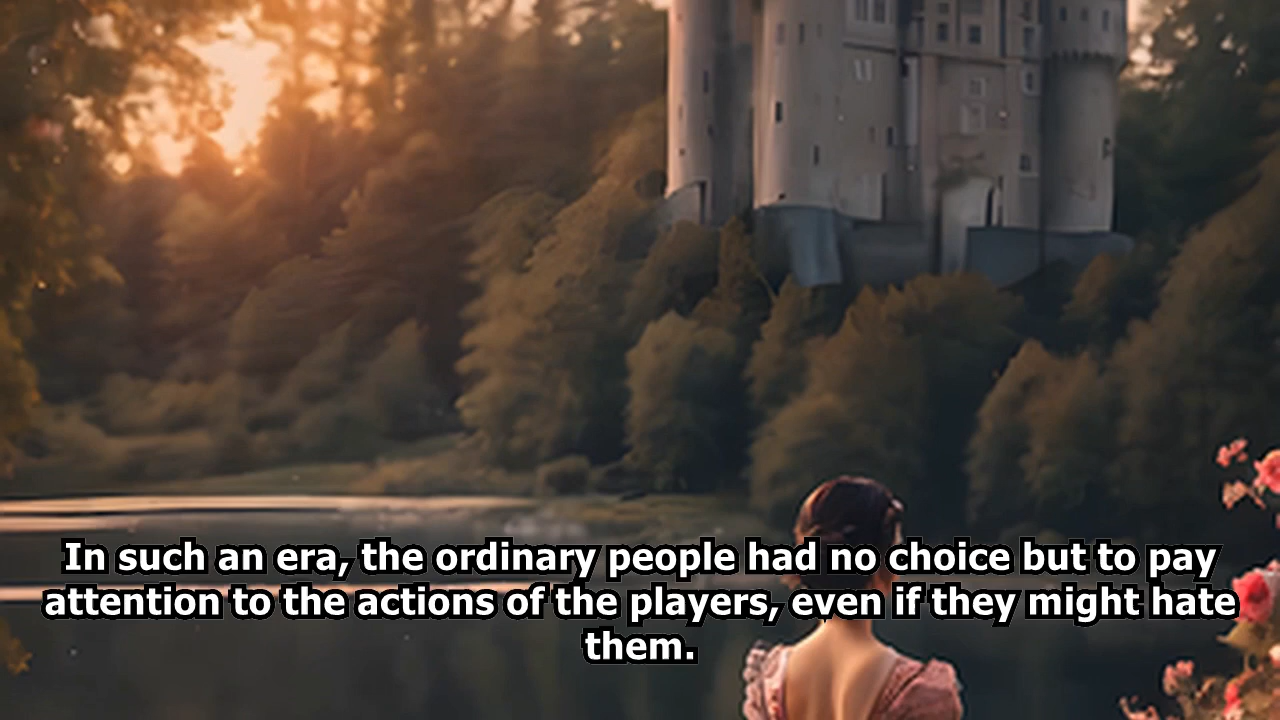 In such an era, the ordinary people had no choice but to pay
attention to the actions of the players, even if they might hate
them.